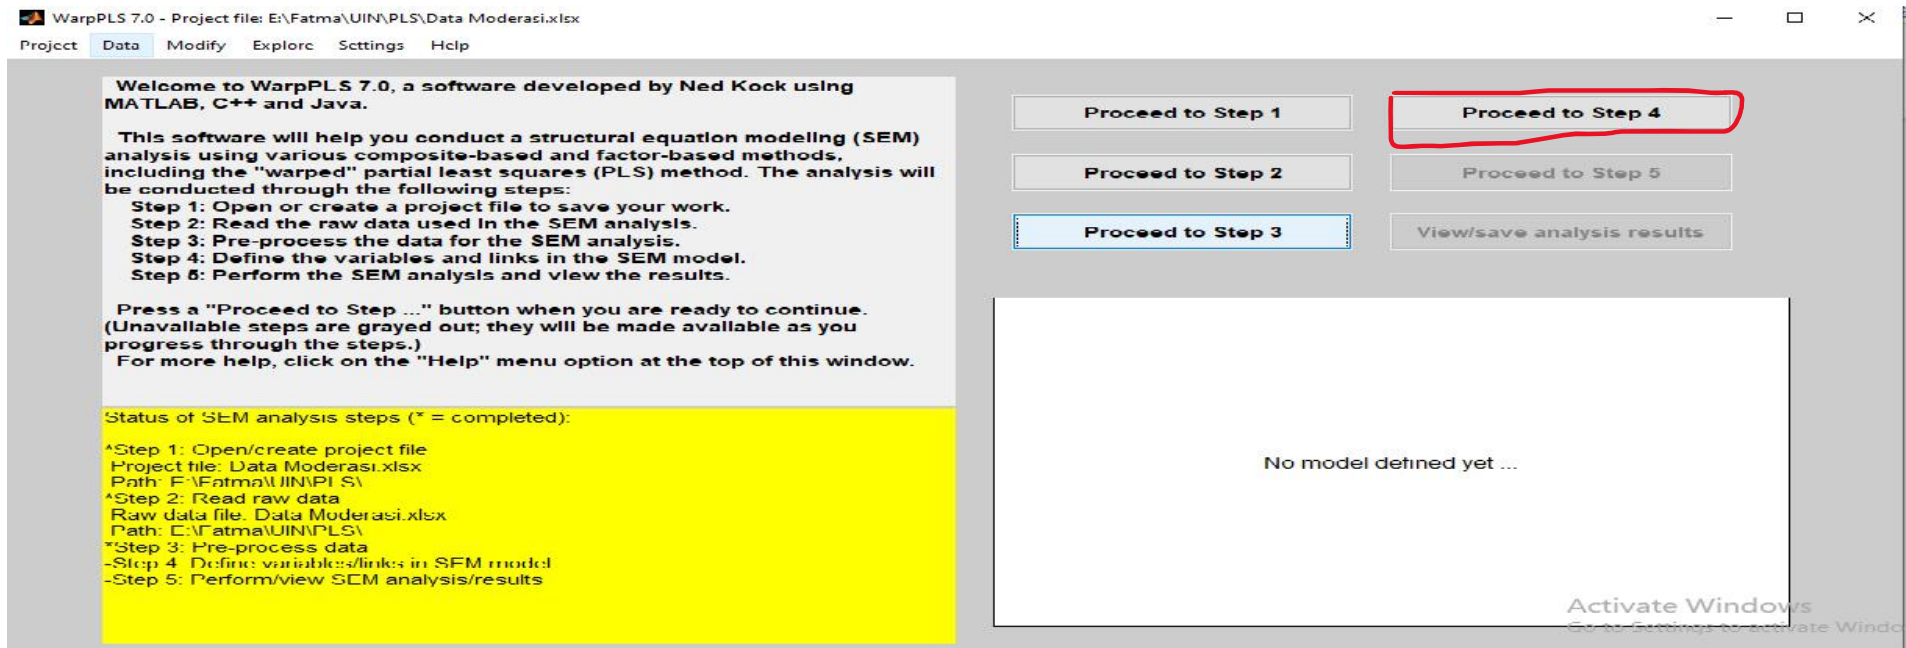 WarpPLS 7.0 - Project file: E:\Fatma\UIN\PLS\Data Moderasi.xlsx
Project Data Modify Explore Settings Help
Welcome to WarpPLS 7.0, a software developed by Ned Kock using
MATLAB, C++ and Java.
This software will help you conduct a structural equation modeling (SEM)
analysis using various composite-based and factor-based methods,
including the "warped" partial least squares (PLS) method. The analysis will
be conducted through the following steps:
Step 1: Open or create a project file to save your work.
Step 2: Read the raw data used in the SEM analysis.
Step 3: Pre-process the data for the SEM analysis.
Step 4: Define the variables and links in the SEM model.
Step 5: Perform the SEM analysis and view the results.
Press a "Proceed to Step ..." button when you are ready to continue.
(Unavailable steps are grayed out; they will be made available as you
progress through the steps.)
For more help, click on the "Help" menu option at the top of this window.
Status of SEM analysis steps (* = completed):
*Step 1: Open/create project file
Project file: Data Moderasi.xlsx
Path: E:\Fatma\UIN\PLS\
*Step 2: Read raw data
Raw data file: Data Moderasi.xlsx
Path: E:\Fatma\UIN\PLS\
*Step 3: Pre-process data
-Step 4: Define variables/links in SEM model
-Step 5: Perform/view SEM analysis/results
Proceed to Step 1
Proceed to Step 4
Proceed to Step 2
Proceed to Step 5
Proceed to Step 3
View/save analysis results
No model defined yet ...
Activate Windows
Go to Settings to activate Windo